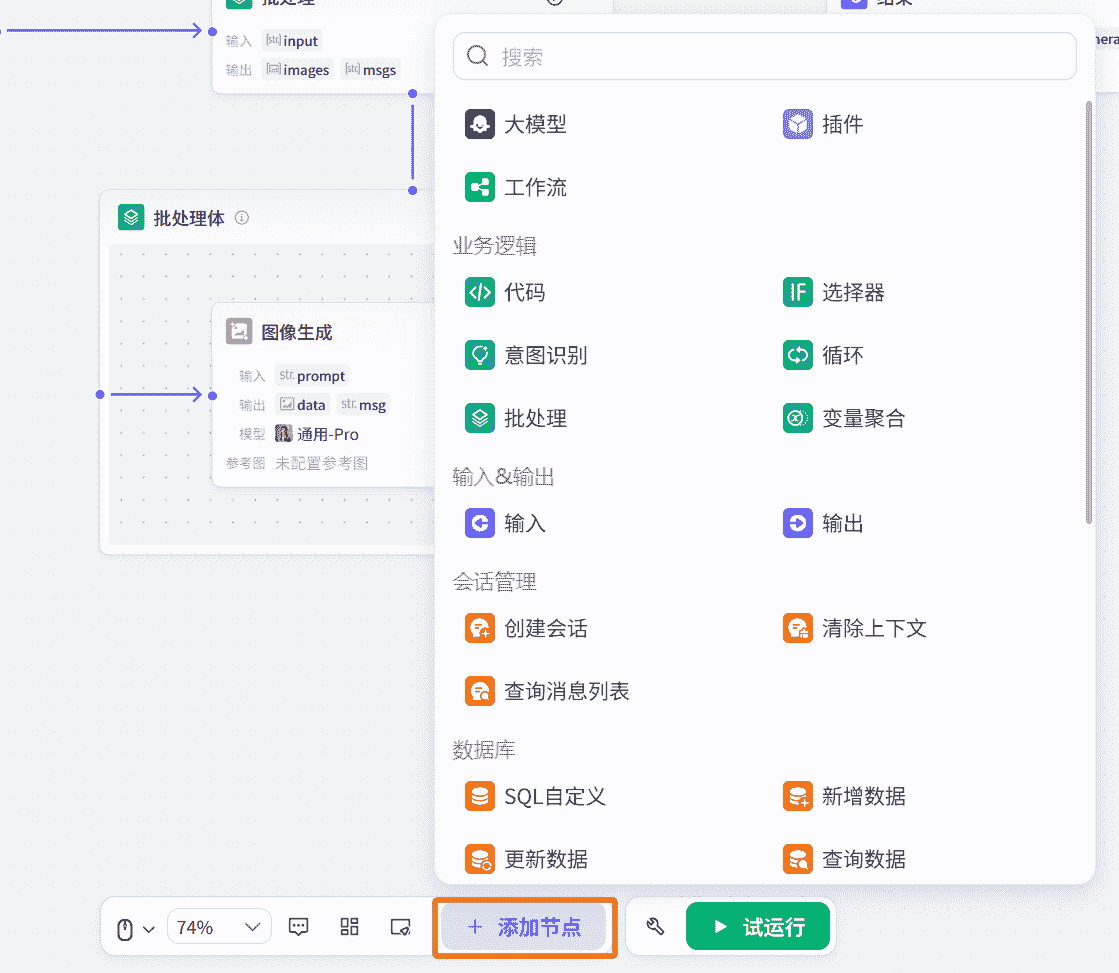 批处理
结果
输入 [str] input
输出 images [str] msgs
搜索
大模型
插件
工作流
批处理体
业务逻辑
代码
选择器
图像生成
意图识别
循环
输入 str. prompt
输出 data str. msg
批处理
变量聚合
模型 通用-Pro
参考图 未配置参考图
输入&输出
输入
输出
会话管理
创建会话
清除上下文
查询消息列表
数据库
SQL自定义
新增数据
更新数据
查询数据
74%
+ 添加节点
试运行